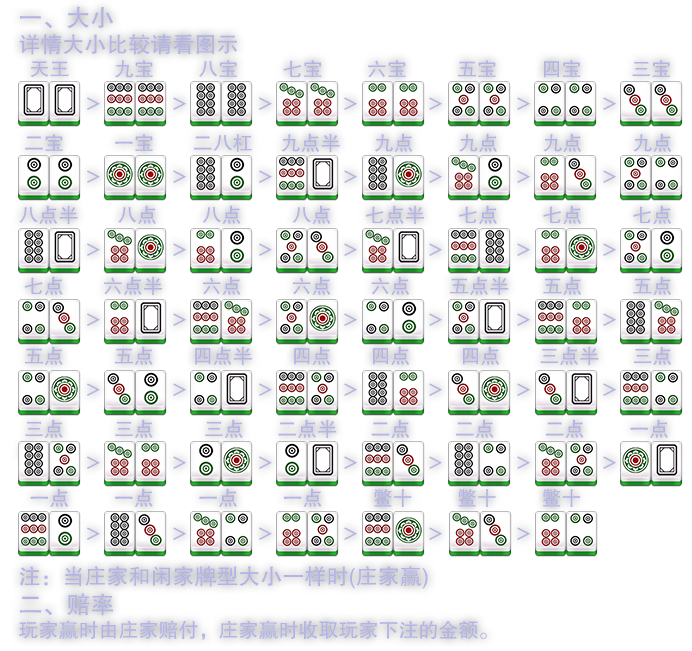 一、大小
详情大小比较请看图示
天王 九宝 八宝 七宝 六宝 五宝 四宝 三宝
> > > > > > >
二宝 一宝 二八杠 九点半 九点 九点 九点 九点
> > > > > > >
八点半 八点 八点 八点 七点半 七点 七点 七点
> > > > > > >
七点 六点半 六点 六点 六点 五点半 五点 五点
> > > > > > >
五点 五点 四点半 四点 四点 四点 三点半 三点
> > > > > > >
三点 三点 三点 二点半 二点 二点 二点 一点
> > > > > > >
一点 一点 一点 一点 鳖十 鳖十 鳖十
> > > > > >
注：当庄家和闲家牌型大小一样时(庄家赢)
二、赔率
玩家赢时由庄家赔付，庄家赢时收取玩家下注的金额。